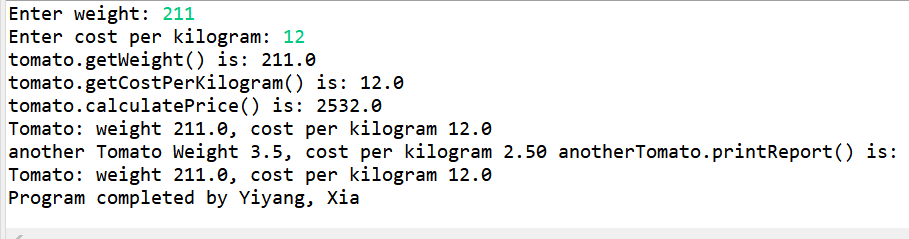 Enter weight: 211
Enter cost per kilogram: 12
tomato.getWeight() is: 211.0
tomato.getCostPerKilogram() is: 12.0
tomato.calculatePrice() is: 2532.0
Tomato: weight 211.0, cost per kilogram 12.0
another Tomato Weight 3.5, cost per kilogram 2.50 anotherTomato.printReport() is:
Tomato: weight 211.0, cost per kilogram 12.0
Program completed by Yiyang, Xia